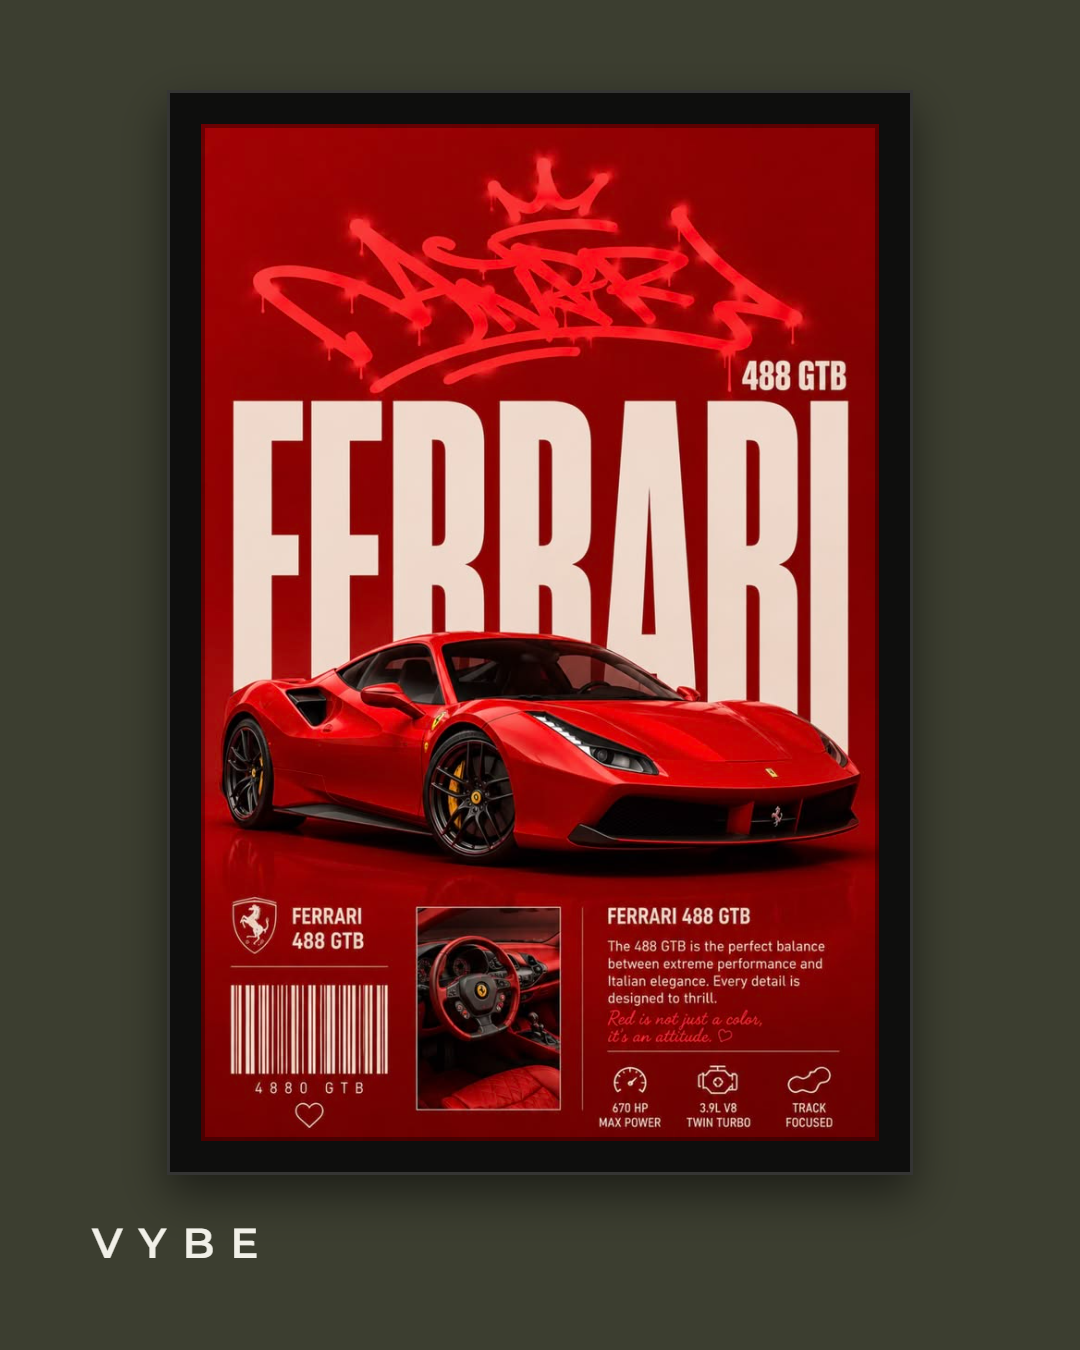 488 GTB
FERRARI
FERRARI
488 GTB
4880 GTB
FERRARI 488 GTB
The 488 GTB is the perfect balance
between extreme performance and
Italian elegance. Every detail is
designed to thrill.
Red is not just a color,
it's an attitude. ♡
670 HP
MAX POWER
3.9L V8
TWIN TURBO
TRACK
FOCUSED
VYBE